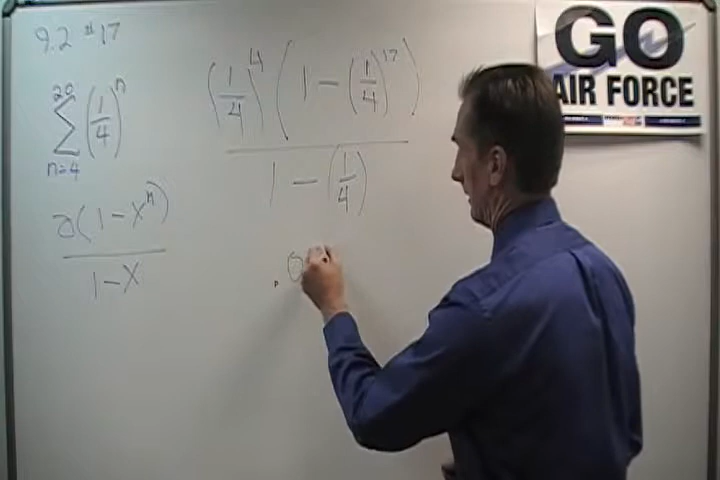 9.2 #17
20
∑ (1/4)^n
n=4
a(1-x^n)
1-x
(1/4)^4 (1-(1/4)^17)
1-(1/4)
.0
GO
AIR FORCE